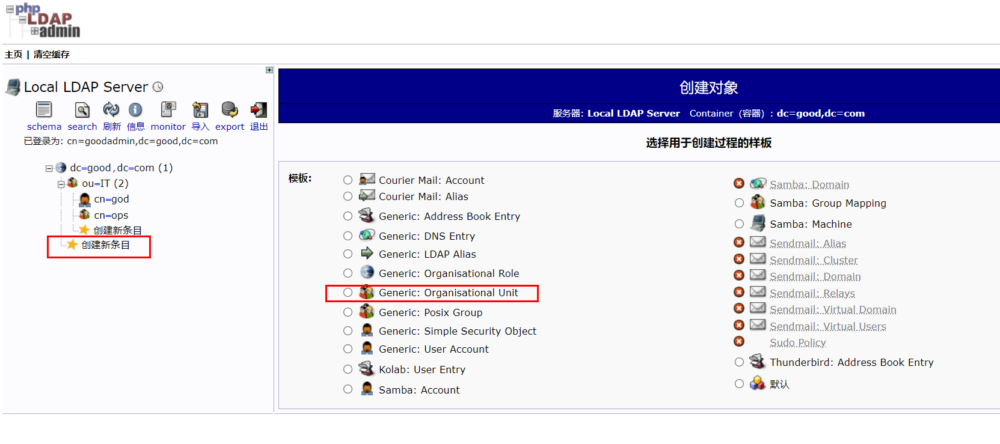 php
LDAP
admin
主页 | 清空缓存
Local LDAP Server
schema search 刷新 信息 monitor 导入 export 退出
已登录为: cn=goodadmin,dc=good,dc=com
dc=good,dc=com (1)
ou=IT (2)
cn=god
cn=ops
创建新条目
创建新条目
创建对象
服务器: Local LDAP Server Container (容器) : dc=good,dc=com
选择用于创建过程的样板
模板:
Courier Mail: Account
Courier Mail: Alias
Generic: Address Book Entry
Generic: DNS Entry
Generic: LDAP Alias
Generic: Organisational Role
Generic: Organisational Unit
Generic: Posix Group
Generic: Simple Security Object
Generic: User Account
Kolab: User Entry
Samba: Account
Samba: Domain
Samba: Group Mapping
Samba: Machine
Sendmail: Alias
Sendmail: Cluster
Sendmail: Domain
Sendmail: Relays
Sendmail: Virtual Domain
Sendmail: Virtual Users
Sudo Policy
Thunderbird: Address Book Entry
默认